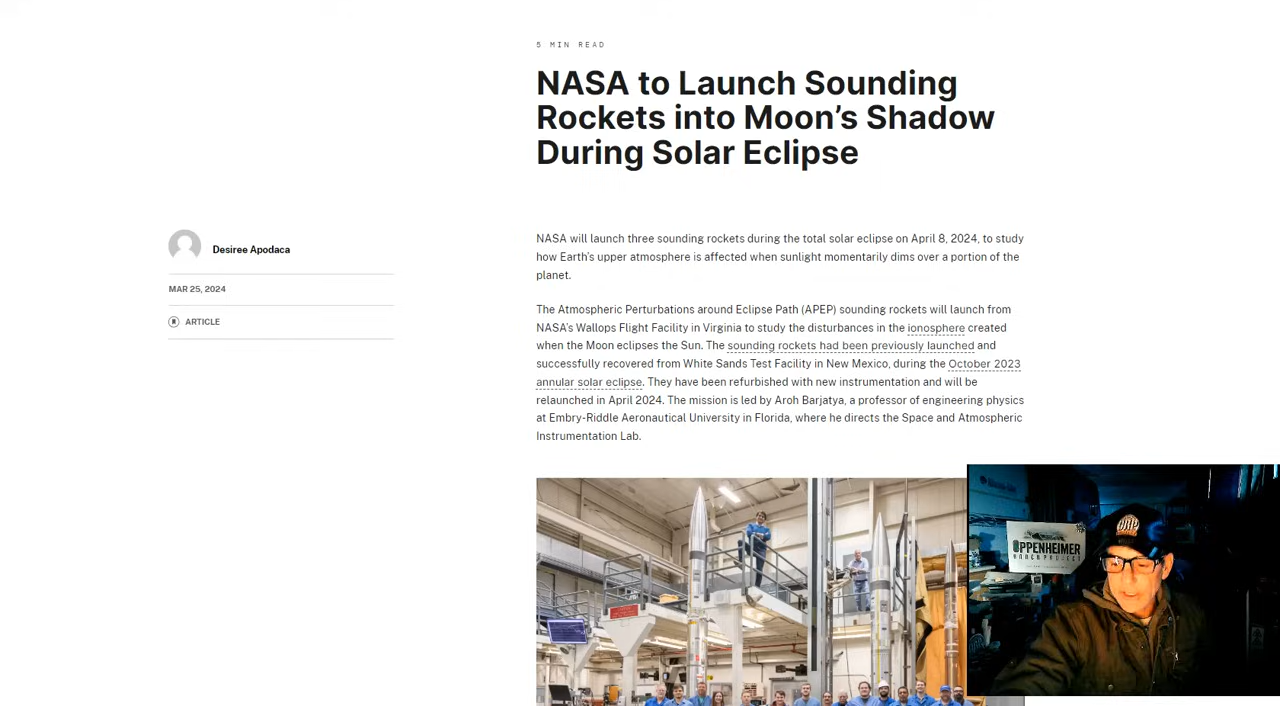 5 MIN READ
NASA to Launch Sounding
Rockets into Moon’s Shadow
During Solar Eclipse
Desiree Apodaca
MAR 25, 2024
ARTICLE
NASA will launch three sounding rockets during the total solar eclipse on April 8, 2024, to study
how Earth’s upper atmosphere is affected when sunlight momentarily dims over a portion of the
planet.
The Atmospheric Perturbations around Eclipse Path (APEP) sounding rockets will launch from
NASA’s Wallops Flight Facility in Virginia to study the disturbances in the ionosphere created
when the Moon eclipses the Sun. The sounding rockets had been previously launched and
successfully recovered from White Sands Test Facility in New Mexico, during the October 2023
annular solar eclipse. They have been refurbished with new instrumentation and will be
relaunched in April 2024. The mission is led by Aroh Barjatya, a professor of engineering physics
at Embry-Riddle Aeronautical University in Florida, where he directs the Space and Atmospheric
Instrumentation Lab.
OPPENHEIMER
RANCH PROJECT
ORP